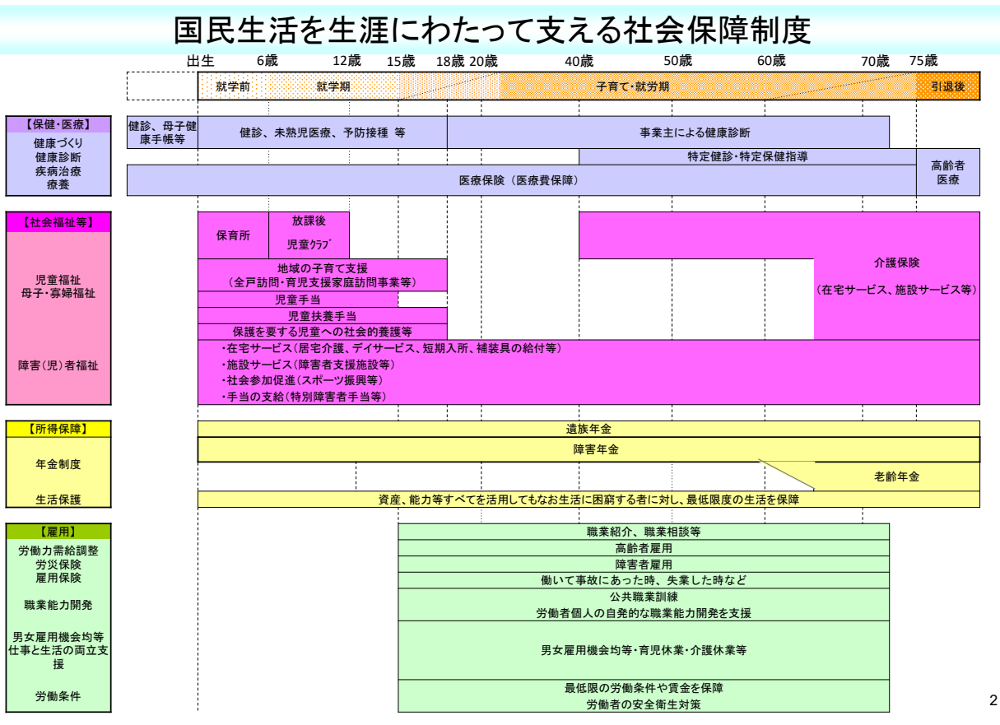 国民生活を生涯にわたって支える社会保障制度
出生 6歳 12歳 15歳 18歳 20歳 40歳 50歳 60歳 70歳 75歳
就学前 就学期 子育て・就労期 引退後
【保健・医療】
健康づくり
健康診断
疾病治療
療養
健診、母子健
康手帳等
健診、未熟児医療、予防接種 等
事業主による健康診断
特定健診・特定保健指導
高齢者
医療
医療保険（医療費保障）
【社会福祉等】
児童福祉
母子・寡婦福祉
障害(児)者福祉
保育所
放課後
児童ｸﾗﾌﾞ
地域の子育て支援
(全戸訪問・育児支援家庭訪問事業等)
児童手当
児童扶養手当
保護を要する児童への社会的養護等
介護保険
(在宅サービス、施設サービス等)
・在宅サービス(居宅介護、デイサービス、短期入所、補装具の給付等)
・施設サービス(障害者支援施設等)
・社会参加促進(スポーツ振興等)
・手当の支給(特別障害者手当等)
【所得保障】
年金制度
生活保護
遺族年金
障害年金
老齢年金
資産、能力等すべてを活用してもなお生活に困窮する者に対し、最低限度の生活を保障
【雇用】
労働力需給調整
労災保険
雇用保険
職業能力開発
男女雇用機会均等
仕事と生活の両立支
援
労働条件
職業紹介、職業相談等
高齢者雇用
障害者雇用
働いて事故にあった時、失業した時など
公共職業訓練
労働者個人の自発的な職業能力開発を支援
男女雇用機会均等・育児休業・介護休業等
最低限の労働条件や賃金を保障
労働者の安全衛生対策
2